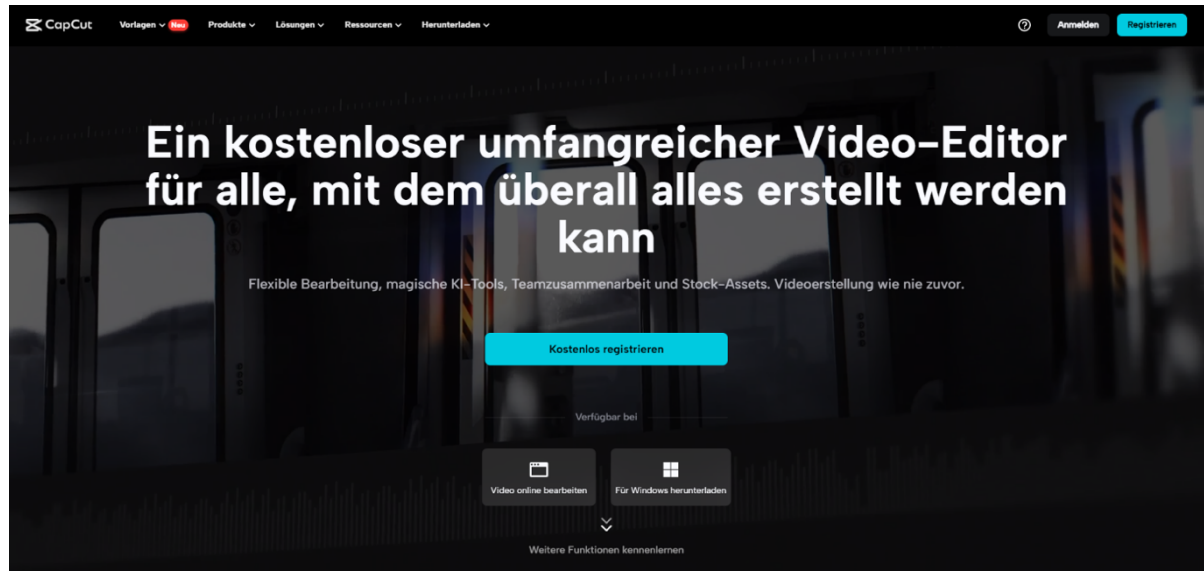 CapCut Vorlagen Neu Produkte Lösungen Ressourcen Herunterladen Anmelden Registrieren
Ein kostenloser umfangreicher Video-Editor
für alle, mit dem überall alles erstellt werden
kann
Flexible Bearbeitung, magische KI-Tools, Teamzusammenarbeit und Stock-Assets. Videoerstellung wie nie zuvor.
Kostenlos registrieren
Verfügbar bei
Video online bearbeiten Für Windows herunterladen
Weitere Funktionen kennenlernen